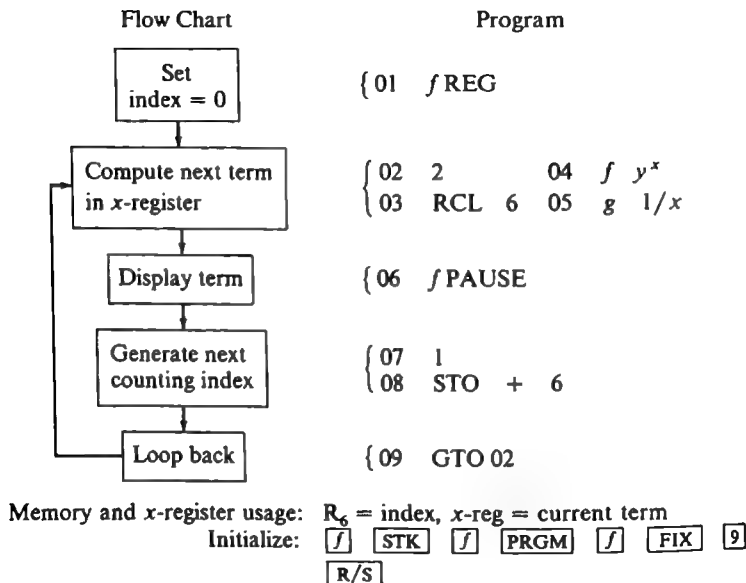 Flow Chart Program
Set
index = 0
{ 01 f REG
Compute next term
in x-register
{ 02 2 04 f yˣ
03 RCL 6 05 g 1/x
Display term
{ 06 f PAUSE
Generate next
counting index
{ 07 1
08 STO + 6
Loop back
{ 09 GTO 02
Memory and x-register usage: R₆ = index, x-reg = current term
Initialize: f STK f PRGM f FIX 9
R/S